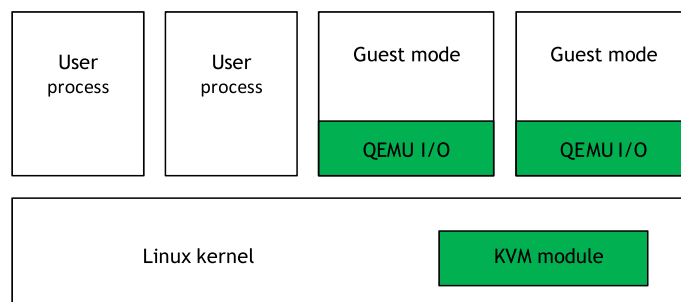 User
process
User
process
Guest mode
QEMU I/O
Guest mode
QEMU I/O
Linux kernel
KVM module